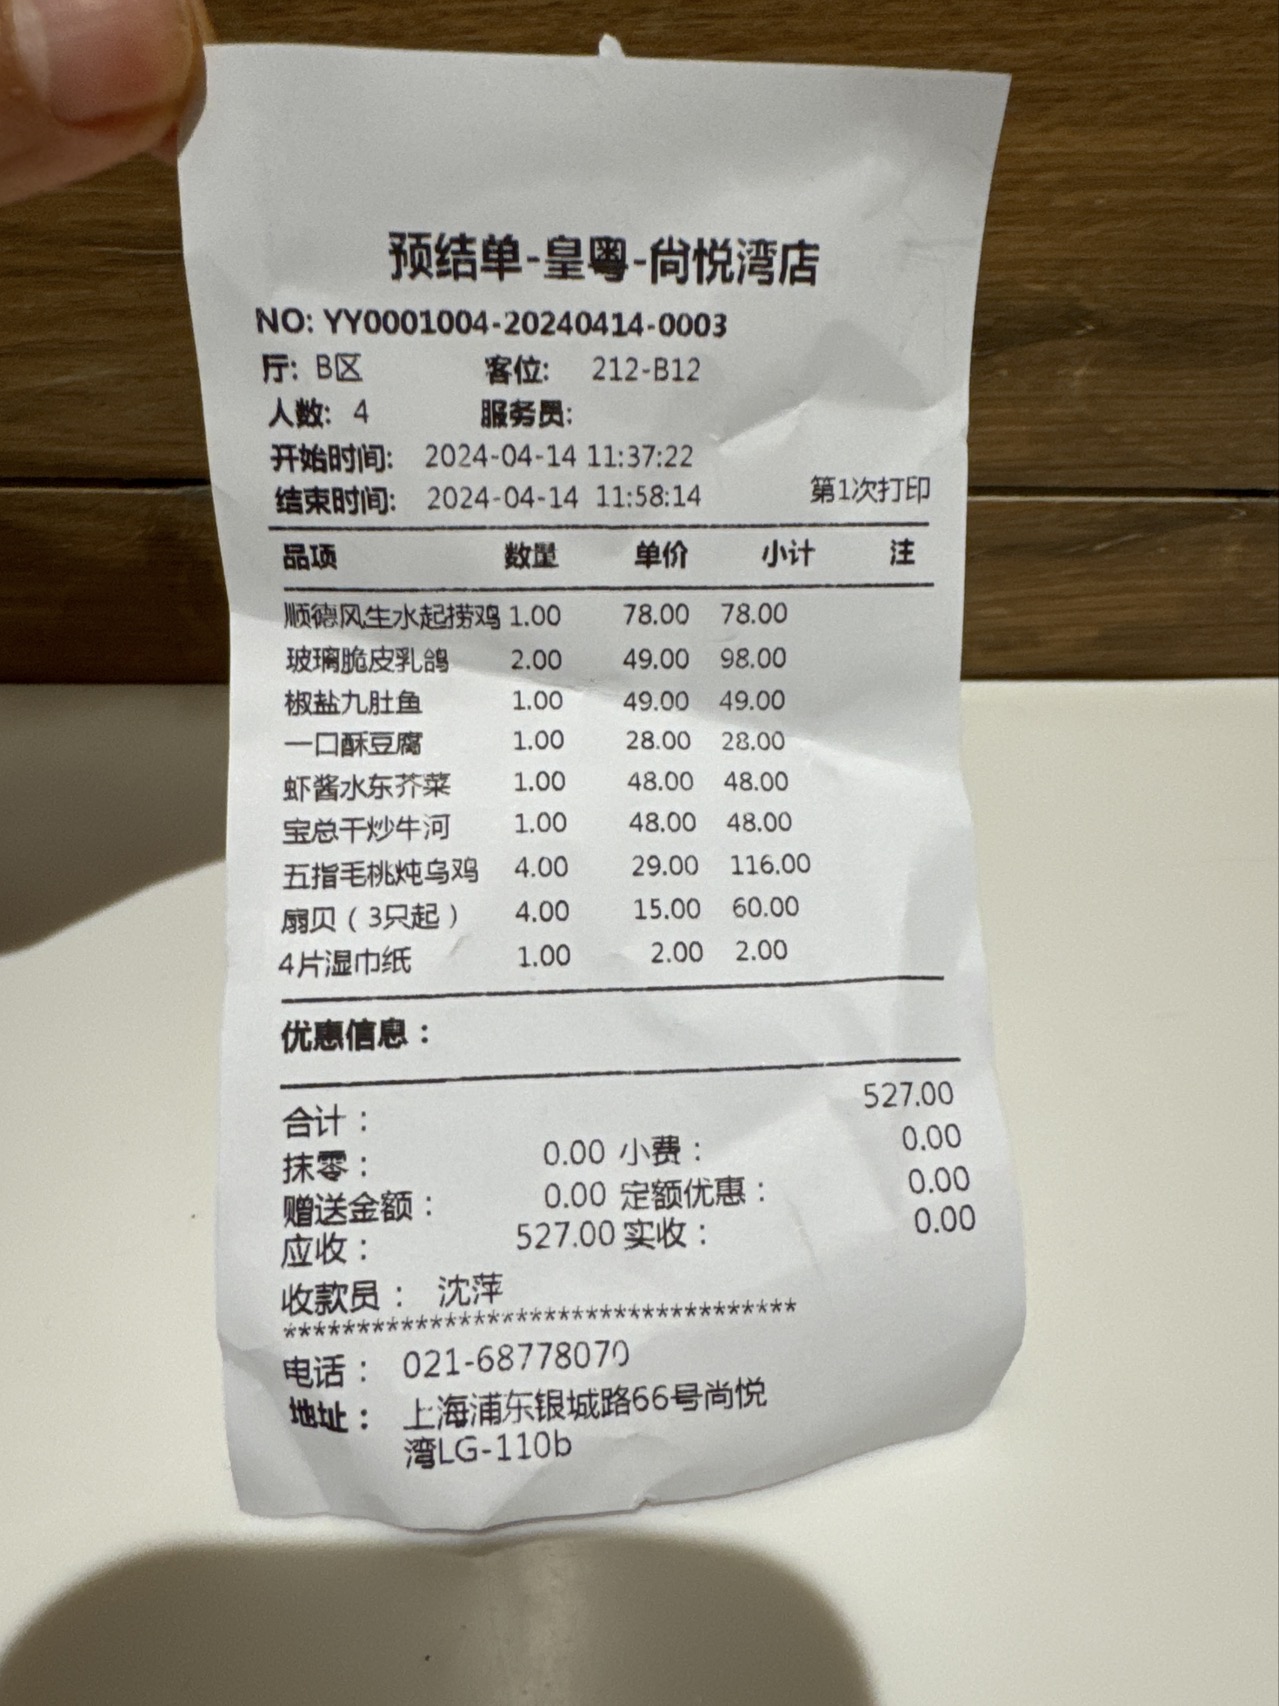 预结单-皇粤-尚悦湾店
NO: YY0001004-20240414-0003
厅: B区 客位: 212-B12
人数: 4 服务员:
开始时间: 2024-04-14 11:37:22
结束时间: 2024-04-14 11:58:14 第1次打印
品项 数量 单价 小计 注
顺德风生水起捞鸡 1.00 78.00 78.00
玻璃脆皮乳鸽 2.00 49.00 98.00
椒盐九肚鱼 1.00 49.00 49.00
一口酥豆腐 1.00 28.00 28.00
虾酱水东芥菜 1.00 48.00 48.00
宝总干炒牛河 1.00 48.00 48.00
五指毛桃炖乌鸡 4.00 29.00 116.00
扇贝（3只起） 4.00 15.00 60.00
4片湿巾纸 1.00 2.00 2.00
优惠信息：
合计： 527.00
抹零： 0.00 小费： 0.00
赠送金额： 0.00 定额优惠： 0.00
应收： 527.00 实收： 0.00
收款员： 沈萍
***********************************
电话： 021-68778070
地址： 上海浦东银城路66号尚悦
湾LG-110b